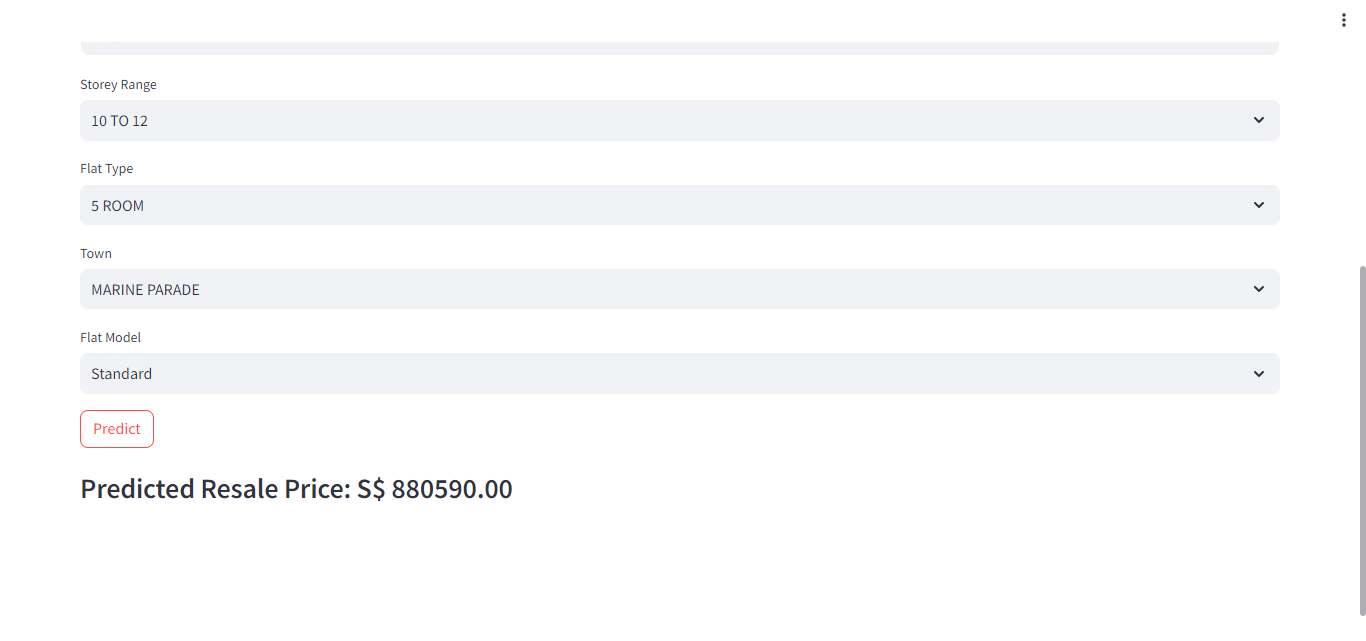 Storey Range
10 TO 12
Flat Type
5 ROOM
Town
MARINE PARADE
Flat Model
Standard
Predict
Predicted Resale Price: S$ 880590.00